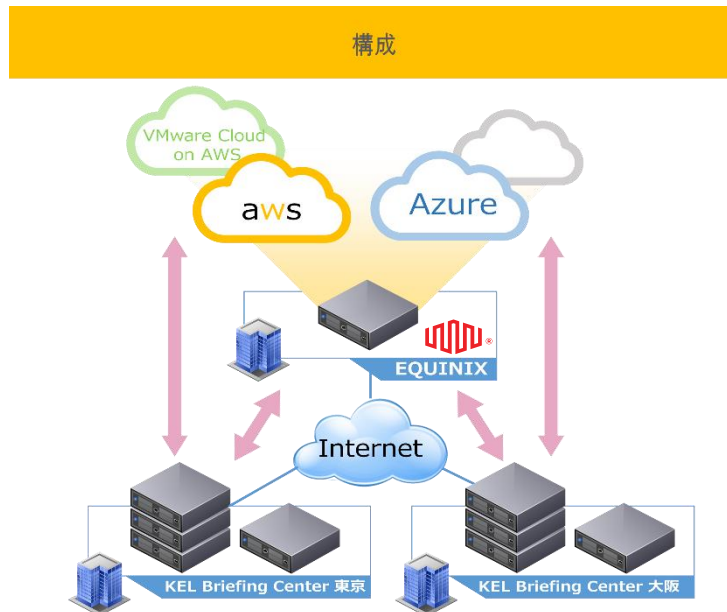 構成
VMware Cloud
on AWS
aws
Azure
®
EQUINIX
Internet
KEL Briefing Center 東京
KEL Briefing Center 大阪